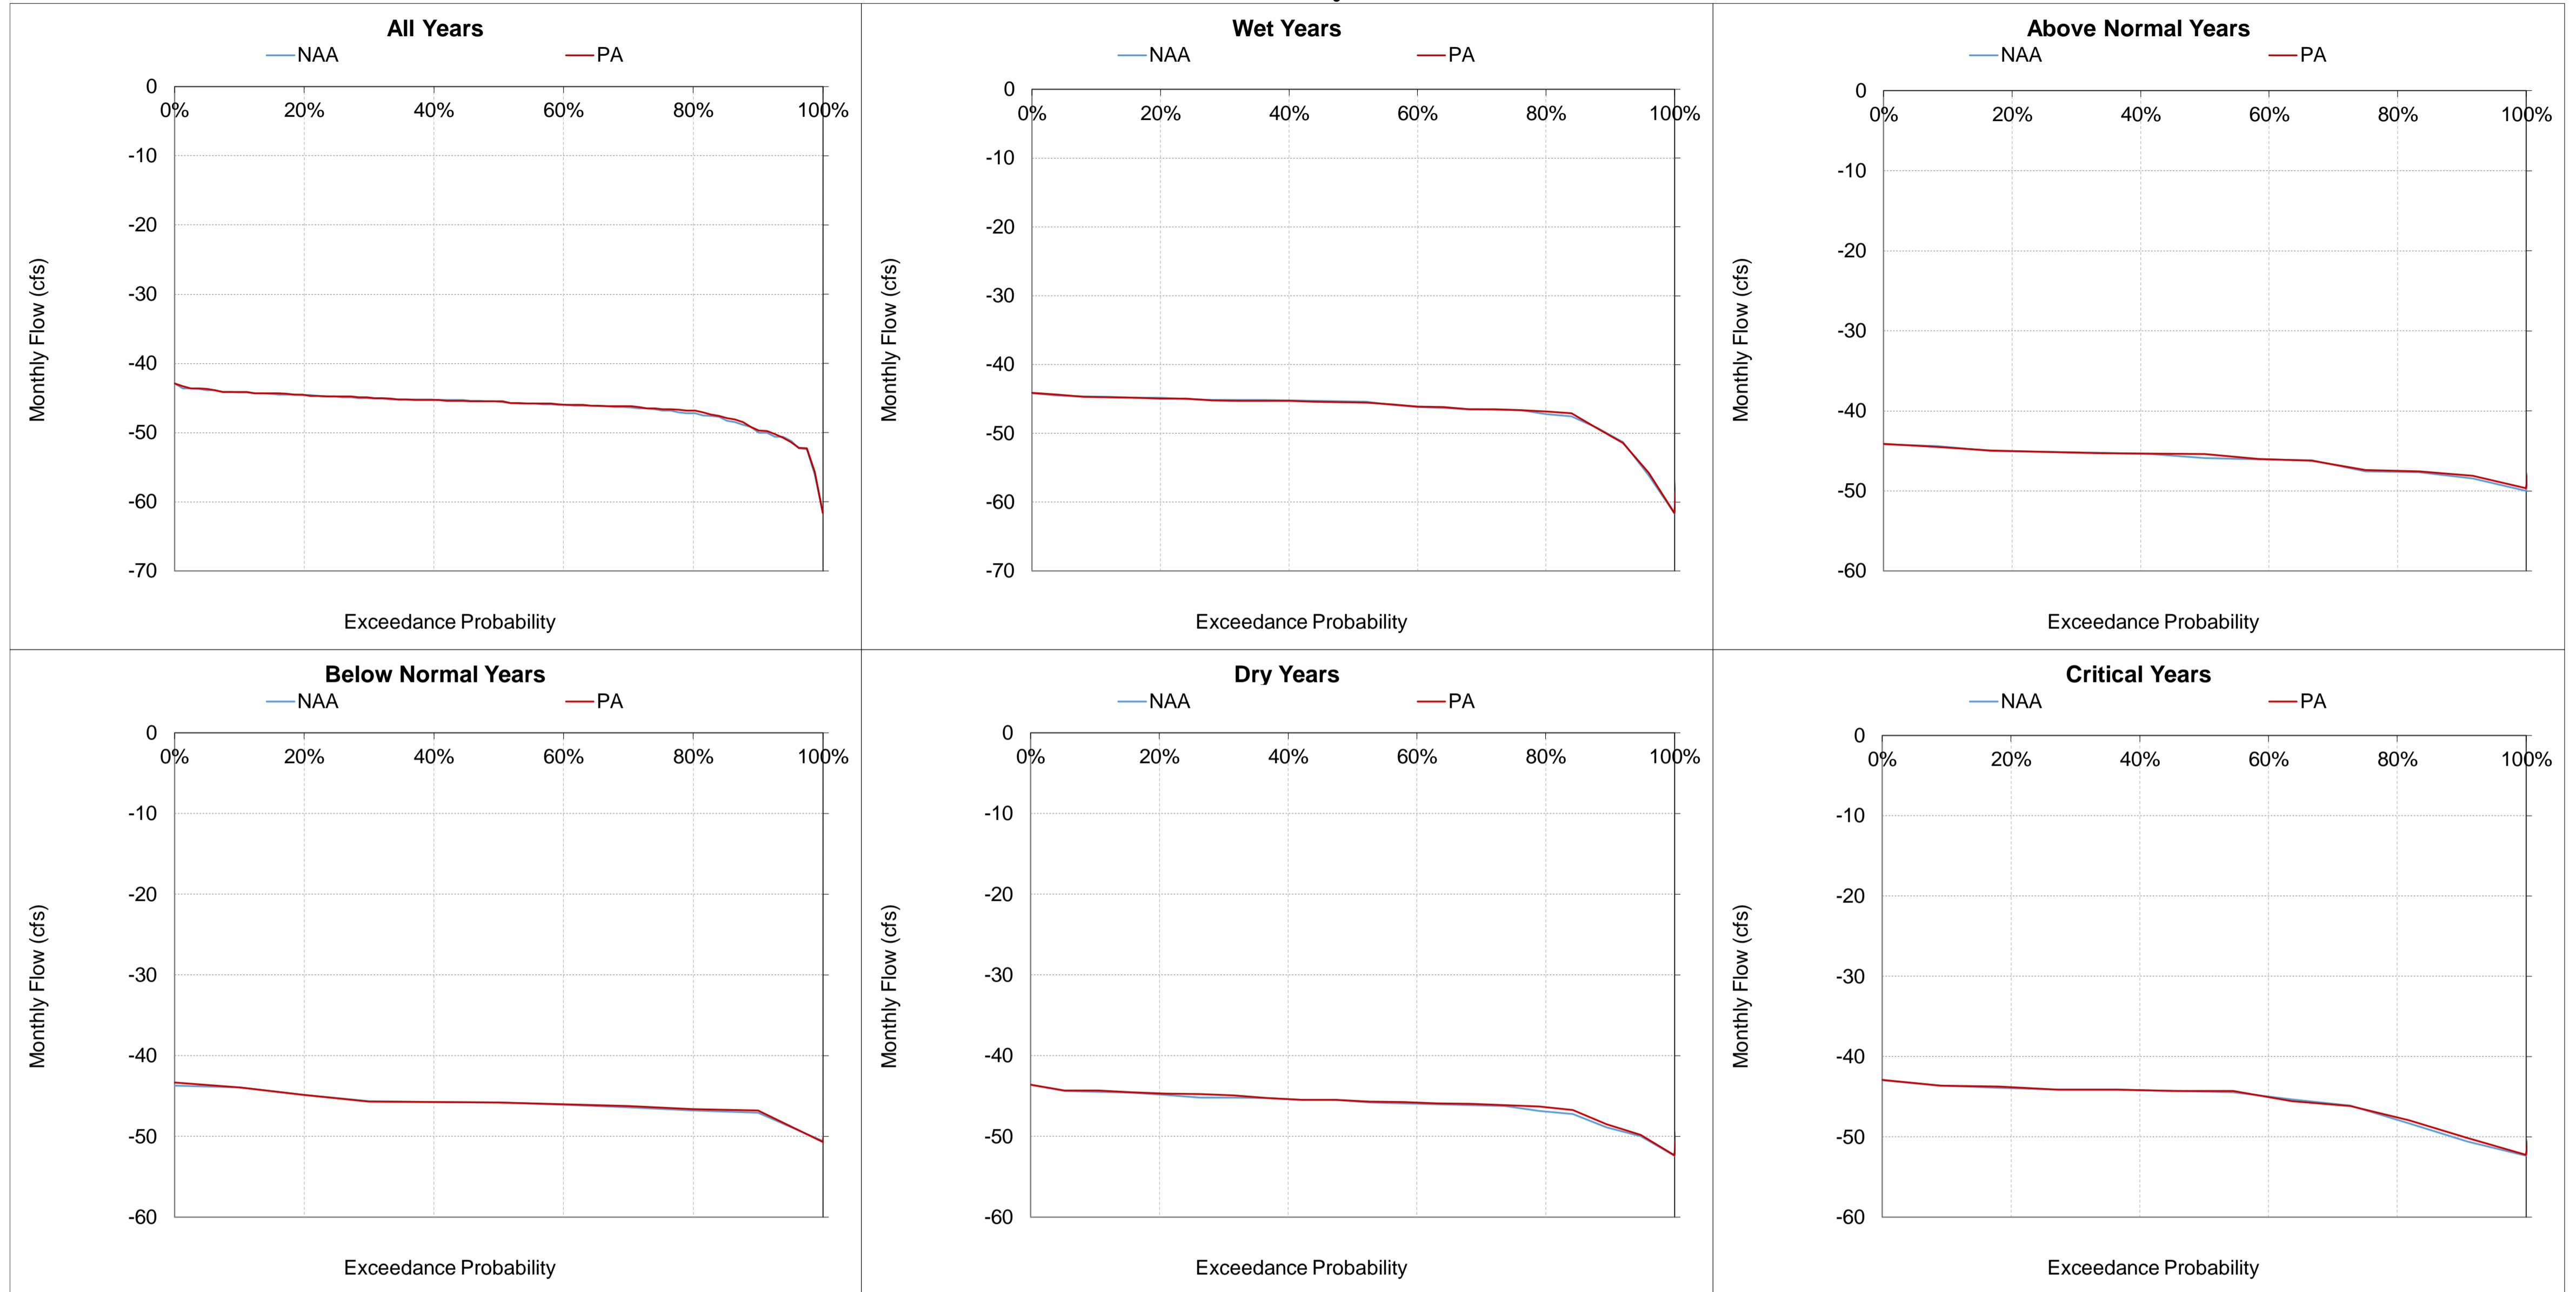 All Years
NAA PA
0
0% 20% 40% 60% 80% 100%
-10
-20
-30
-40
-50
-60
-70
Monthly Flow (cfs)
Exceedance Probability
Wet Years
NAA PA
0
0% 20% 40% 60% 80% 100%
-10
-20
-30
-40
-50
-60
-70
Monthly Flow (cfs)
Exceedance Probability
Above Normal Years
NAA PA
0
0% 20% 40% 60% 80% 100%
-10
-20
-30
-40
-50
-60
Monthly Flow (cfs)
Exceedance Probability
Below Normal Years
NAA PA
0
0% 20% 40% 60% 80% 100%
-10
-20
-30
-40
-50
-60
Monthly Flow (cfs)
Exceedance Probability
Dry Years
NAA PA
0
0% 20% 40% 60% 80% 100%
-10
-20
-30
-40
-50
-60
Monthly Flow (cfs)
Exceedance Probability
Critical Years
NAA PA
0
0% 20% 40% 60% 80% 100%
-10
-20
-30
-40
-50
-60
Monthly Flow (cfs)
Exceedance Probability